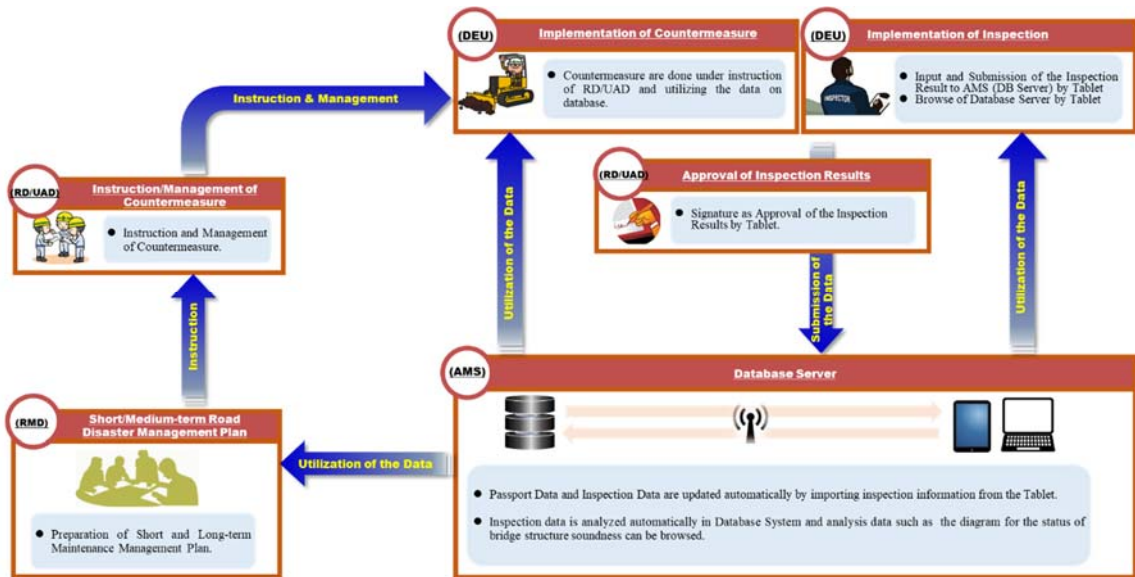 (DEU)
Implementation of Countermeasure
Countermeasure are done under instruction
of RD/UAD and utilizing the data on
database.
(DEU)
Implementation of Inspection
INSPECTOR
Input and Submission of the Inspection
Result to AMS (DB Server) by Tablet
Browse of Database Server by Tablet
Instruction & Management
(RD/UAD)
Instruction/Management of
Countermeasure
Instruction and Management
of Countermeasure.
(RD/UAD)
Approval of Inspection Results
Signature as Approval of the Inspection
Results by Tablet.
Utilization of the Data
Submission of
the Data
Utilization of the Data
Instruction
(RMD)
Short/Medium-term Road
Disaster Management Plan
Preparation of Short and Long-term
Maintenance Management Plan.
Utilization of the Data
(AMS)
Database Server
Passport Data and Inspection Data are updated automatically by importing inspection information from the Tablet.
Inspection data is analyzed automatically in Database System and analysis data such as the diagram for the status of
bridge structure soundness can be browsed.